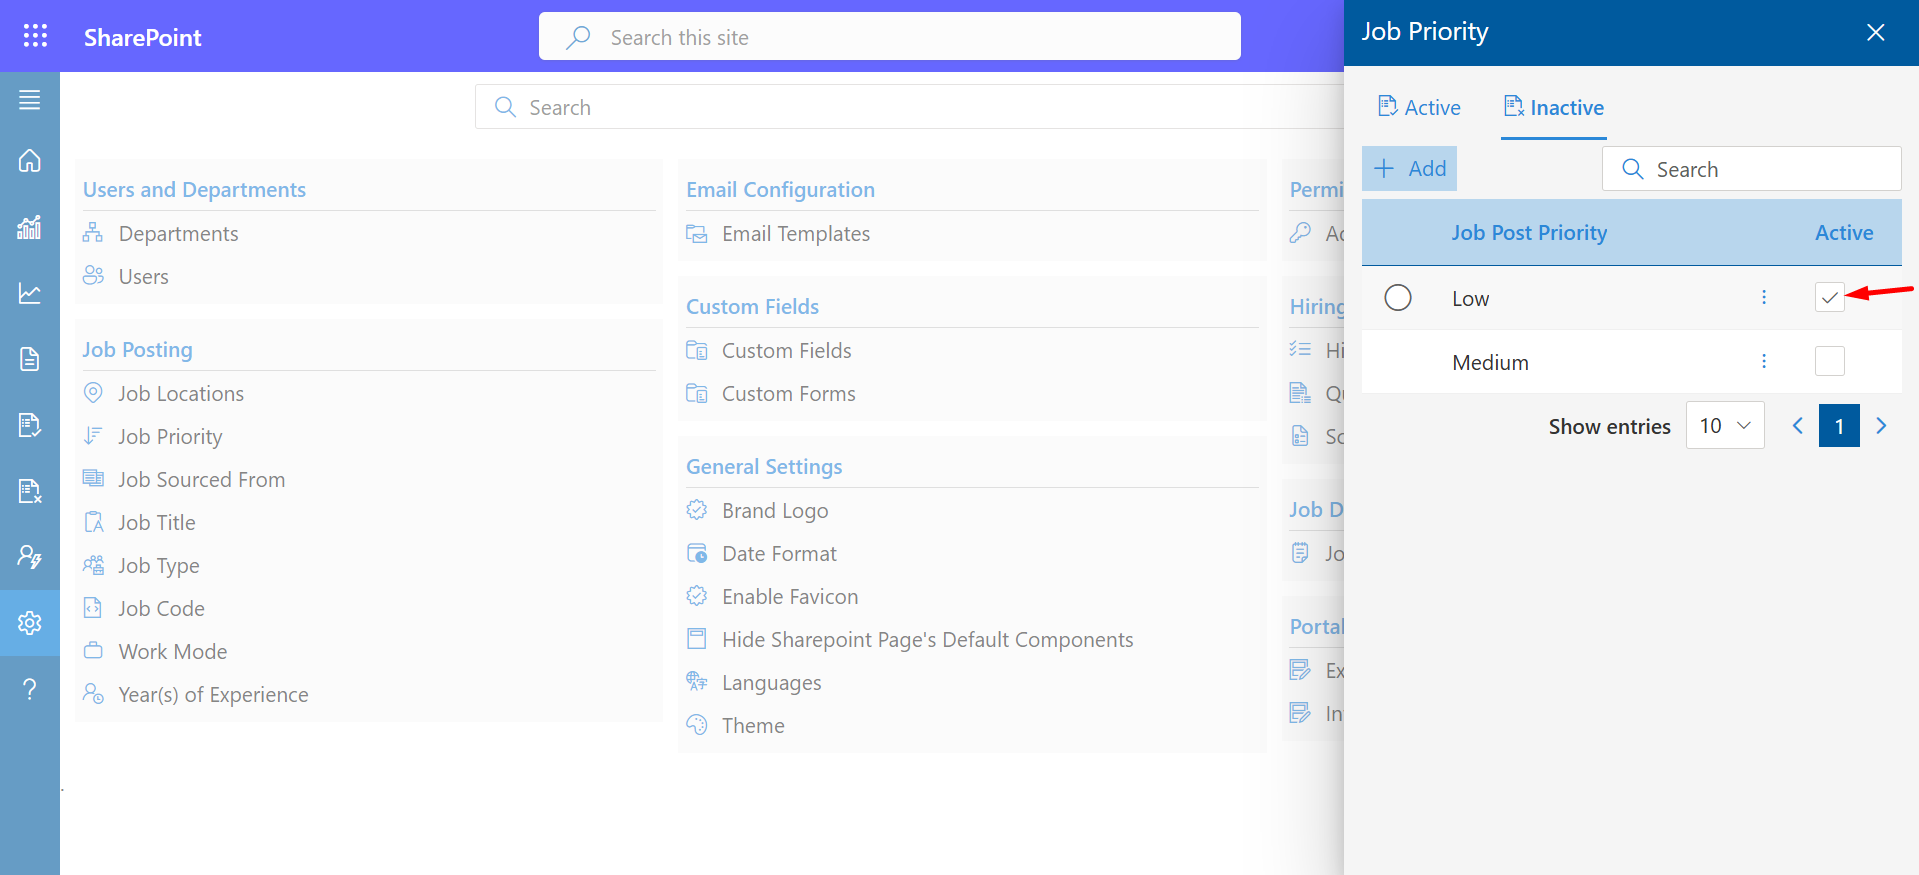 SharePoint
Search this site
Search
Users and Departments
Departments
Users
Job Posting
Job Locations
Job Priority
Job Sourced From
Job Title
Job Type
Job Code
Work Mode
Year(s) of Experience
Email Configuration
Email Templates
Custom Fields
Custom Fields
Custom Forms
General Settings
Brand Logo
Date Format
Enable Favicon
Hide Sharepoint Page's Default Components
Languages
Theme
Permi
Ac
Hiring
Hi
Qu
Sc
Job D
Jo
Portal
Ex
In
Job Priority
Active
Inactive
Add
Search
Job Post Priority Active
Low
Medium
Show entries 10 1